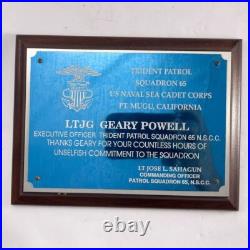 TRIDENT PATROL
SQUADRON 65
US NAVAL SEA CADET CORPS
PT MUGU, CALIFORNIA
LTJG GEARY POWELL
EXECUTIVE OFFICER TRIDENT PATROL SQUADRON 65 N.S.C.C.
THANKS GEARY FOR YOUR COUNTLESS HOURS OF
UNSELFISH COMMITMENT TO THE SQUADRON
LT JOSE L. SAHAGUN
COMMANDING OFFICER
PATROL SQUADRON 65, N.S.C.C.